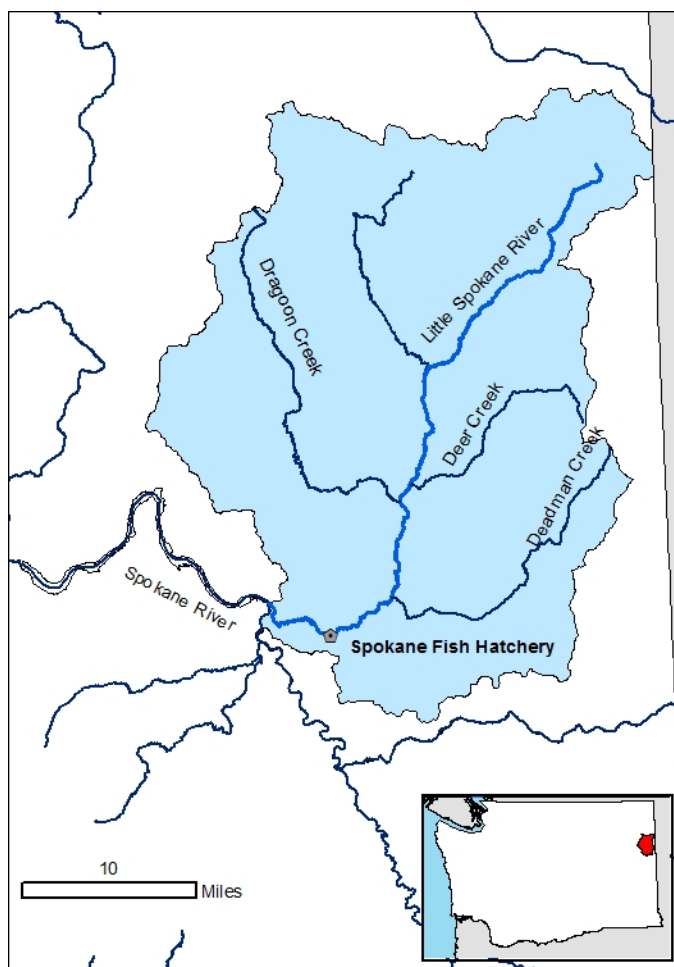 Little Spokane River
Dragoon Creek
Deer Creek
Deadman Creek
Spokane River
Spokane Fish Hatchery
10
Miles